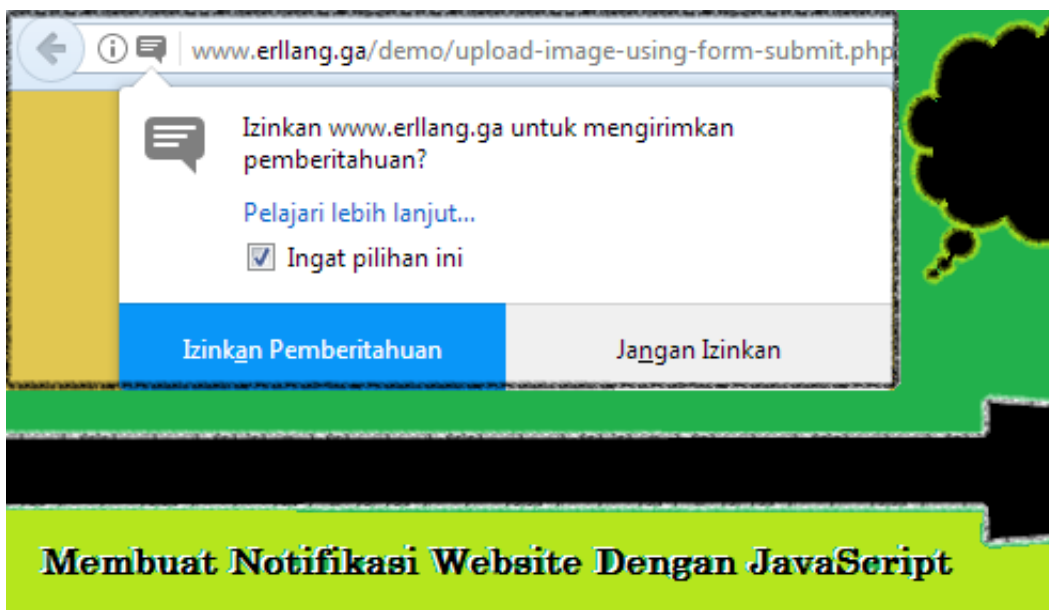 www.erllang.ga/demo/upload-image-using-form-submit.php
Izinkan www.erllang.ga untuk mengirimkan
pemberitahuan?
Pelajari lebih lanjut...
Ingat pilihan ini
Izinkan Pemberitahuan
Jangan Izinkan
Membuat Notifikasi Website Dengan JavaScript